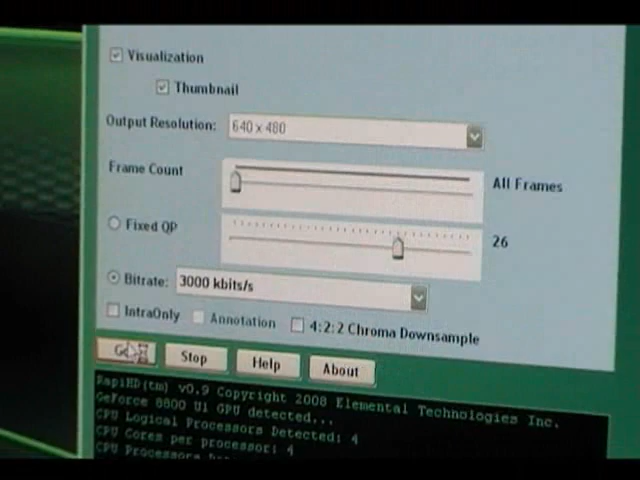 Visualization
Thumbnail
Output Resolution: 640 x 480
Frame Count All Frames
Fixed QP 26
Bitrate: 3000 kbits/s
IntraOnly Annotation 4:2:2 Chroma Downsample
Stop Help About
RapiHD(tm) v0.9 Copyright 2008 Elemental Technologies Inc.
GeForce 8800 GPU detected...
CPU Logical Processors Detected: 4
CPU Cores per processor: 4
CPU Processors